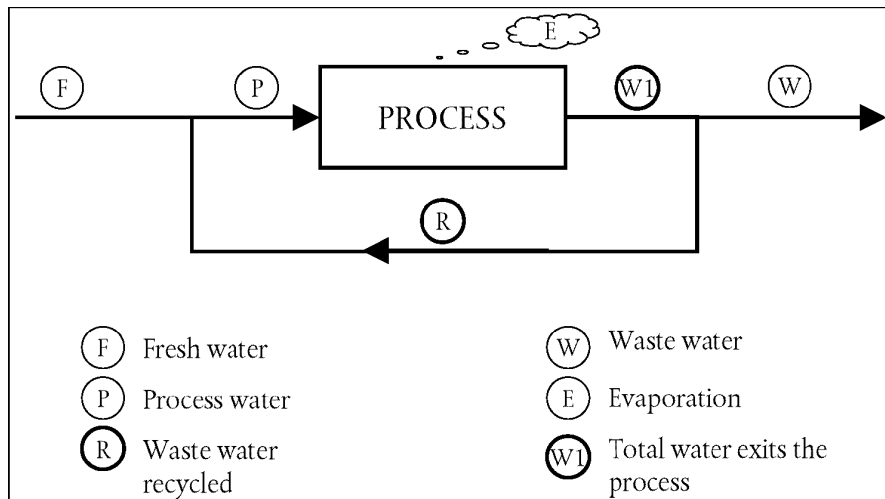 E
F
P
W1
W
PROCESS
R
F Fresh water
P Process water
R Waste water
recycled
W Waste water
E Evaporation
W1 Total water exits the
process